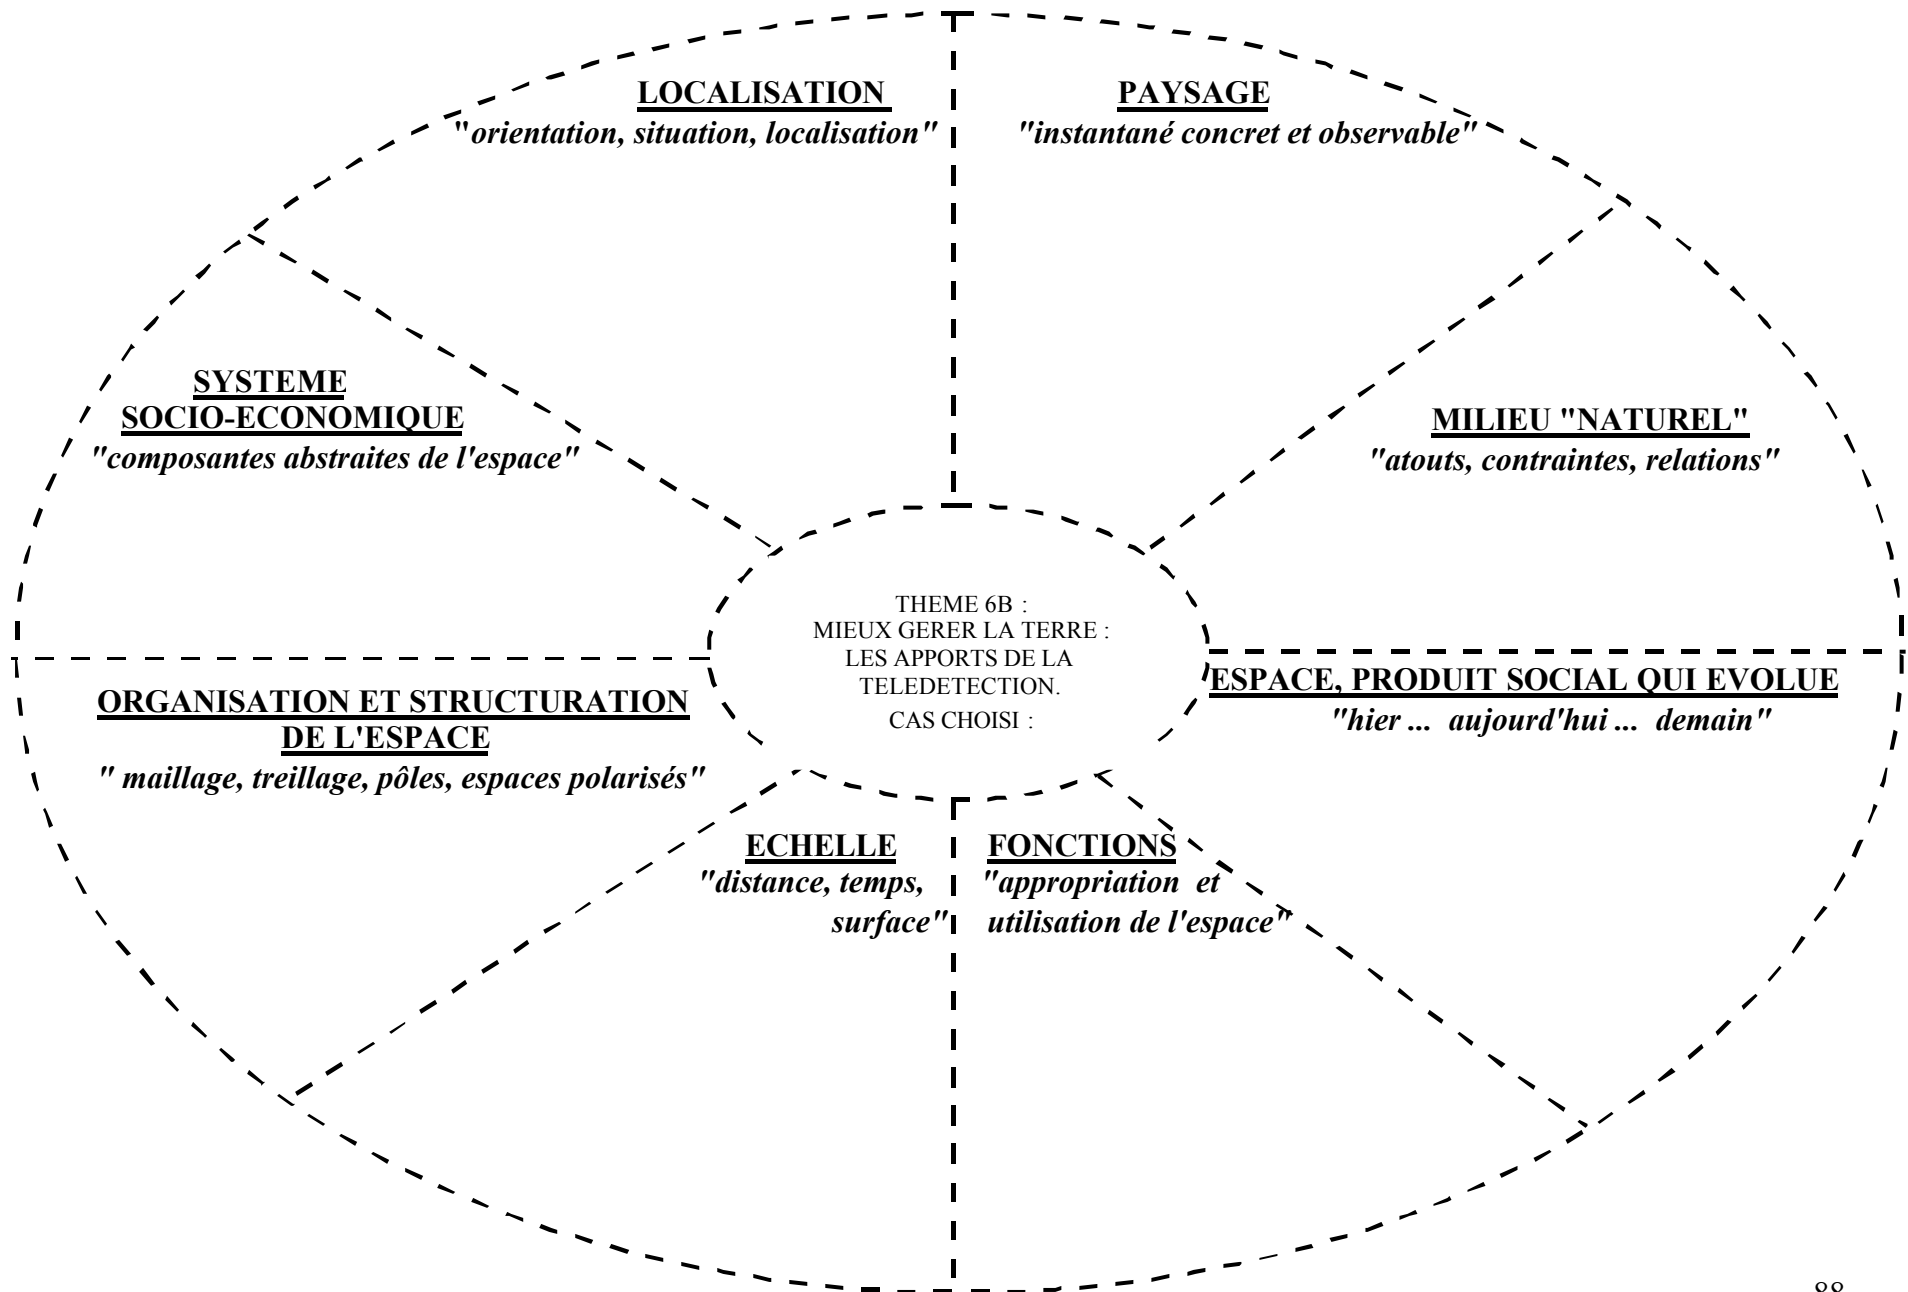 LOCALISATION
"orientation, situation, localisation"
PAYSAGE
"instantané concret et observable"
SYSTEME
SOCIO-ECONOMIQUE
"composantes abstraites de l'espace"
MILIEU "NATUREL"
"atouts, contraintes, relations"
THEME 6B :
MIEUX GERER LA TERRE :
LES APPORTS DE LA
TELEDETECTION.
CAS CHOISI :
ORGANISATION ET STRUCTURATION
DE L'ESPACE
" maillage, treillage, pôles, espaces polarisés"
ESPACE, PRODUIT SOCIAL QUI EVOLUE
"hier ... aujourd'hui ... demain"
ECHELLE
"distance, temps,
surface"
FONCTIONS
"appropriation et
utilisation de l'espace"
88